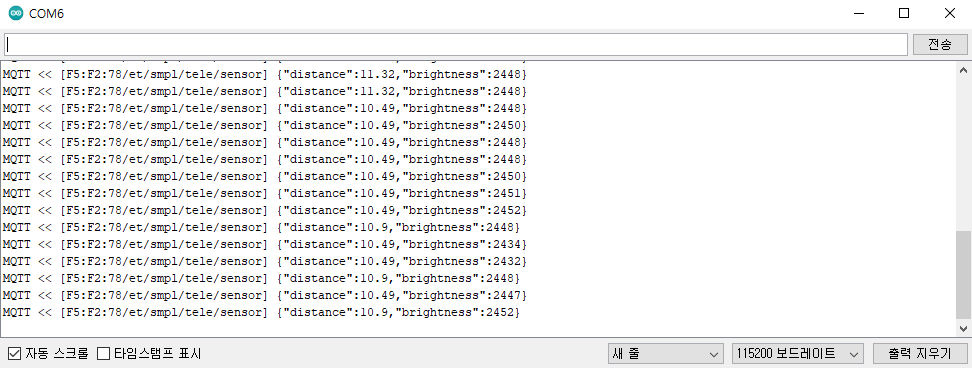 COM6
전송
MQTT << [F5:F2:78/et/smpl/tele/sensor] {"distance":11.32,"brightness":2448}
MQTT << [F5:F2:78/et/smpl/tele/sensor] {"distance":11.32,"brightness":2448}
MQTT << [F5:F2:78/et/smpl/tele/sensor] {"distance":10.49,"brightness":2448}
MQTT << [F5:F2:78/et/smpl/tele/sensor] {"distance":10.49,"brightness":2450}
MQTT << [F5:F2:78/et/smpl/tele/sensor] {"distance":10.49,"brightness":2448}
MQTT << [F5:F2:78/et/smpl/tele/sensor] {"distance":10.49,"brightness":2448}
MQTT << [F5:F2:78/et/smpl/tele/sensor] {"distance":10.49,"brightness":2450}
MQTT << [F5:F2:78/et/smpl/tele/sensor] {"distance":10.49,"brightness":2451}
MQTT << [F5:F2:78/et/smpl/tele/sensor] {"distance":10.49,"brightness":2452}
MQTT << [F5:F2:78/et/smpl/tele/sensor] {"distance":10.9,"brightness":2448}
MQTT << [F5:F2:78/et/smpl/tele/sensor] {"distance":10.49,"brightness":2434}
MQTT << [F5:F2:78/et/smpl/tele/sensor] {"distance":10.49,"brightness":2432}
MQTT << [F5:F2:78/et/smpl/tele/sensor] {"distance":10.9,"brightness":2448}
MQTT << [F5:F2:78/et/smpl/tele/sensor] {"distance":10.49,"brightness":2447}
MQTT << [F5:F2:78/et/smpl/tele/sensor] {"distance":10.9,"brightness":2452}
자동 스크롤 타임스탬프 표시 새 줄 115200 보드레이트 출력 지우기